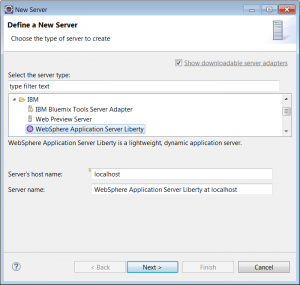 New Server
Define a New Server
Choose the type of server to create
Show downloadable server adapters
Select the server type:
type filter text
IBM
IBM Bluemix Tools Server Adapter
Web Preview Server
WebSphere Application Server Liberty
WebSphere Application Server Liberty is a lightweight, dynamic application server.
Server's host name: localhost
Server name: WebSphere Application Server Liberty at localhost
? < Back Next > Finish Cancel